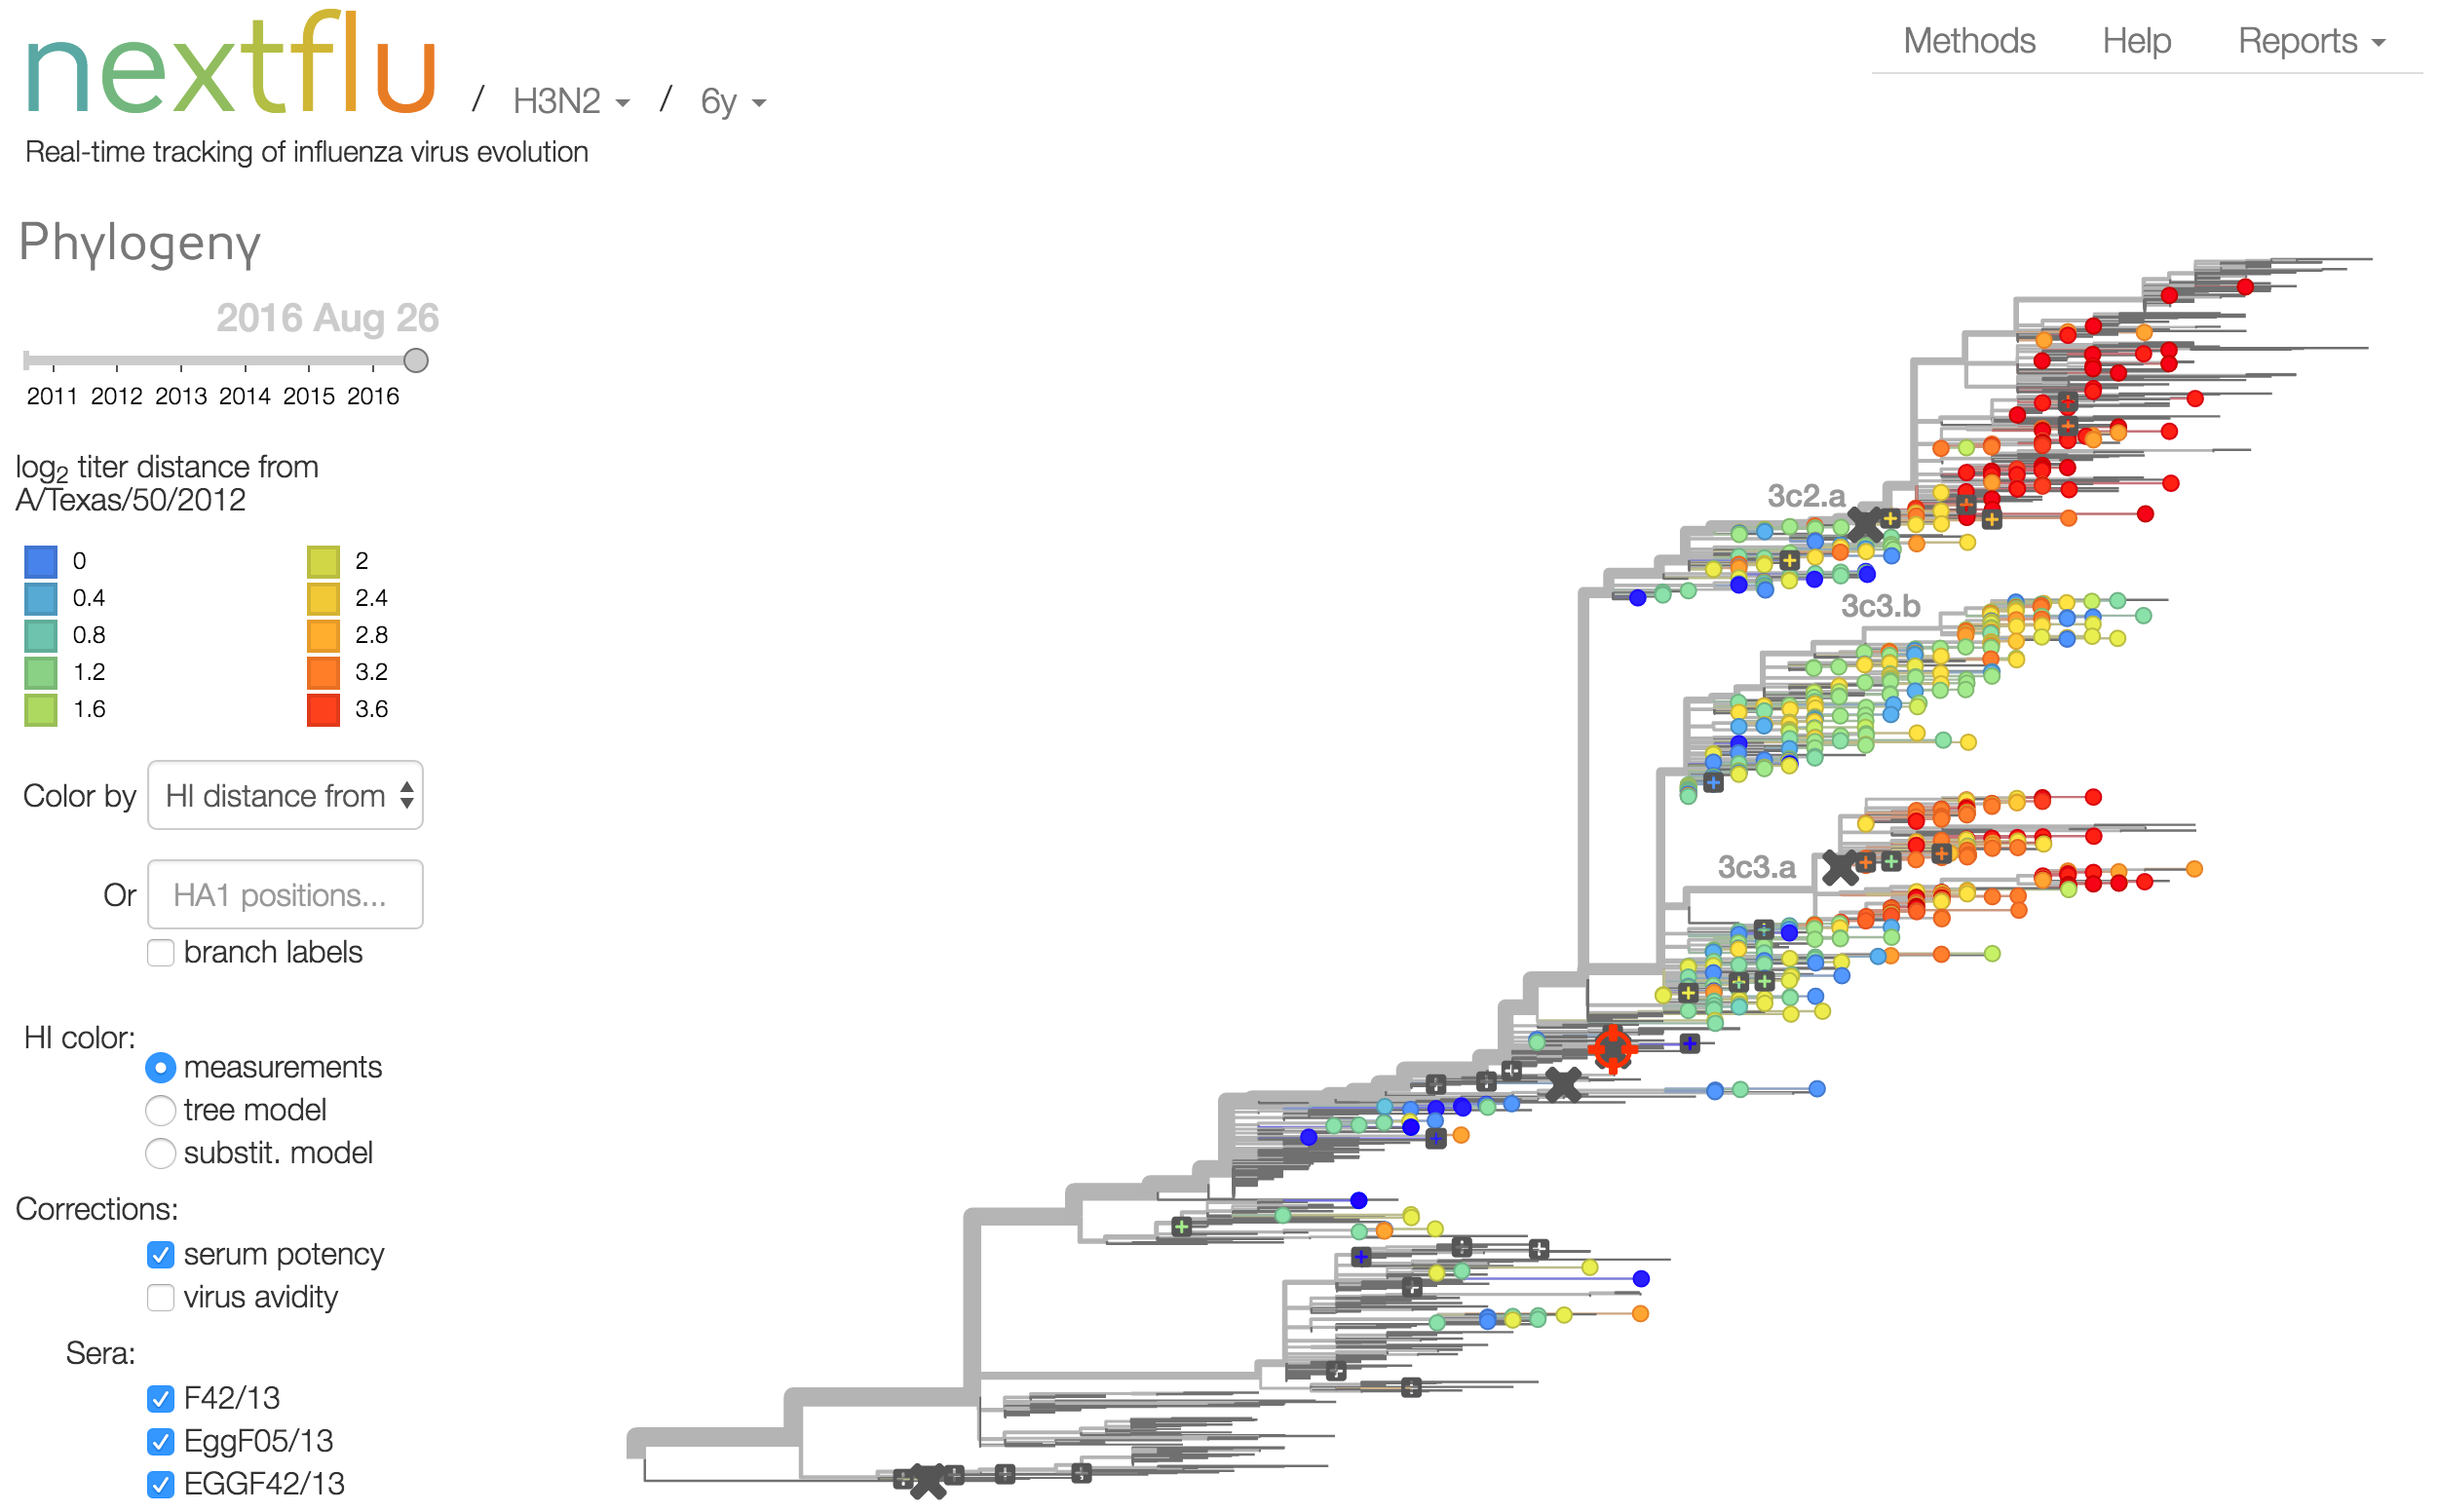 nextflu / H3N2 / 6y
Methods Help Reports
Real-time tracking of influenza virus evolution
Phylogeny
2016 Aug 26
2011 2012 2013 2014 2015 2016
log2 titer distance from
A/Texas/50/2012
0 2
0.4 2.4
0.8 2.8
1.2 3.2
1.6 3.6
Color by HI distance from
Or HA1 positions...
branch labels
HI color:
measurements
tree model
substit. model
Corrections:
serum potency
virus avidity
Sera:
F42/13
EggF05/13
EGGF42/13
3c2.a
3c3.b
3c3.a